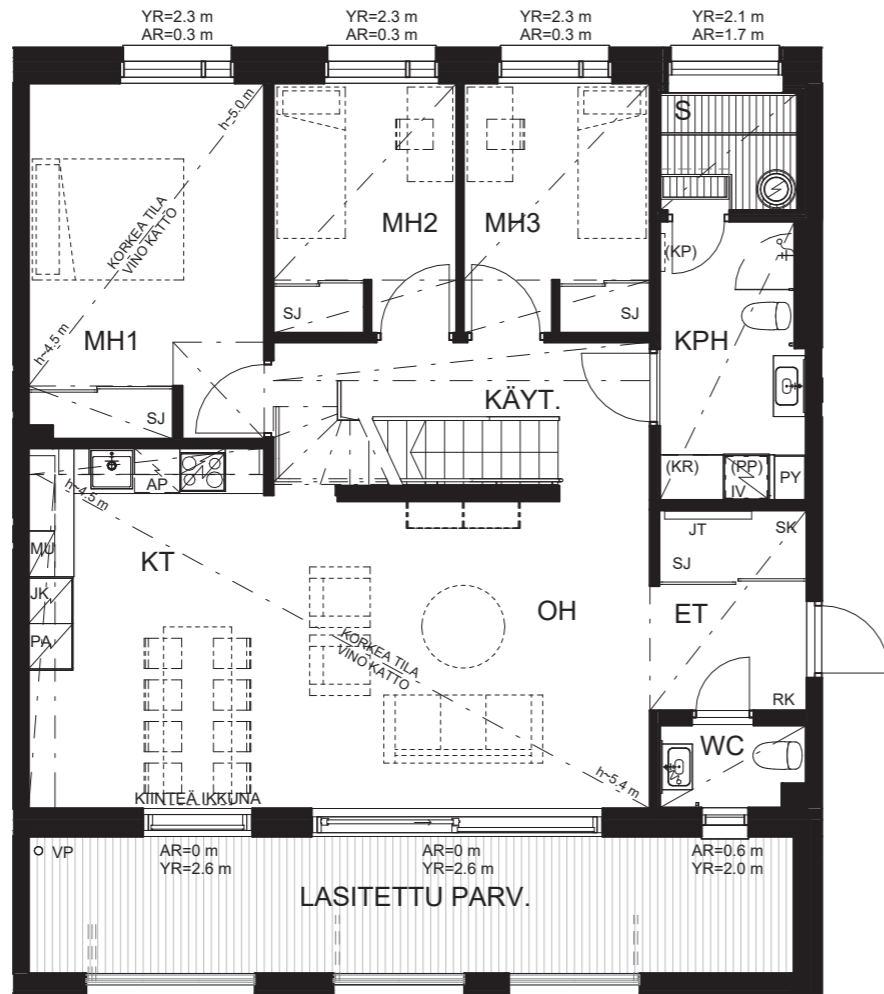 YR=2.3 m
AR=0.3 m
YR=2.3 m
AR=0.3 m
YR=2.3 m
AR=0.3 m
YR=2.1 m
AR=1.7 m
h~5.0 m
S
KORKEA TILA
VINO KATTO
MH2
MH3
(KP)
SJ
SJ
MH1
KPH
h~4.5 m
SJ
KÄYT.
AP
(KR)
(PP)
IV
PY
h~4.5 m
MU
KT
JT
SK
SJ
JK
OH
ET
PA
KORKEA TILA
VINO KATTO
RK
WC
h~5.4 m
KIINTEÄ IKKUNA
VP
AR=0 m
YR=2.6 m
AR=0 m
YR=2.6 m
AR=0.6 m
YR=2.0 m
LASITETTU PARV.